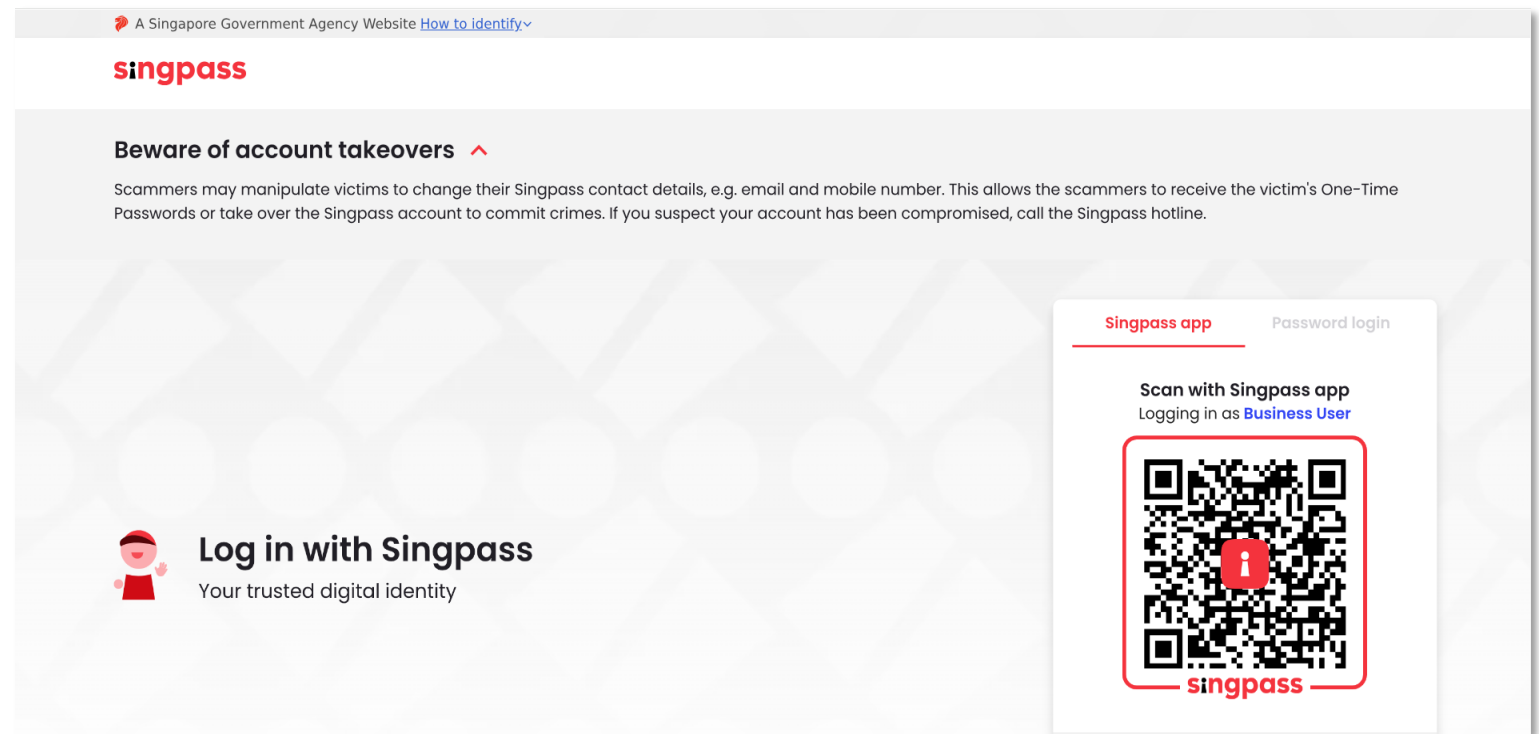 A Singapore Government Agency Website How to identify
singpass
Beware of account takeovers
Scammers may manipulate victims to change their Singpass contact details, e.g. email and mobile number. This allows the scammers to receive the victim's One-Time
Passwords or take over the Singpass account to commit crimes. If you suspect your account has been compromised, call the Singpass hotline.
Singpass app Password login
Scan with Singpass app
Logging in as Business User
singpass
Log in with Singpass
Your trusted digital identity